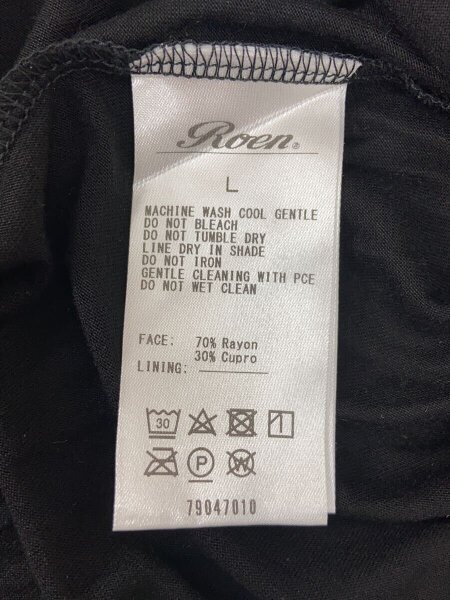 Roen®
L
MACHINE WASH COOL GENTLE
DO NOT BLEACH
DO NOT TUMBLE DRY
LINE DRY IN SHADE
DO NOT IRON
GENTLE CLEANING WITH PCE
DO NOT WET CLEAN
FACE: 70% Rayon
30% Cupro
LINING:
30
P W
79047010